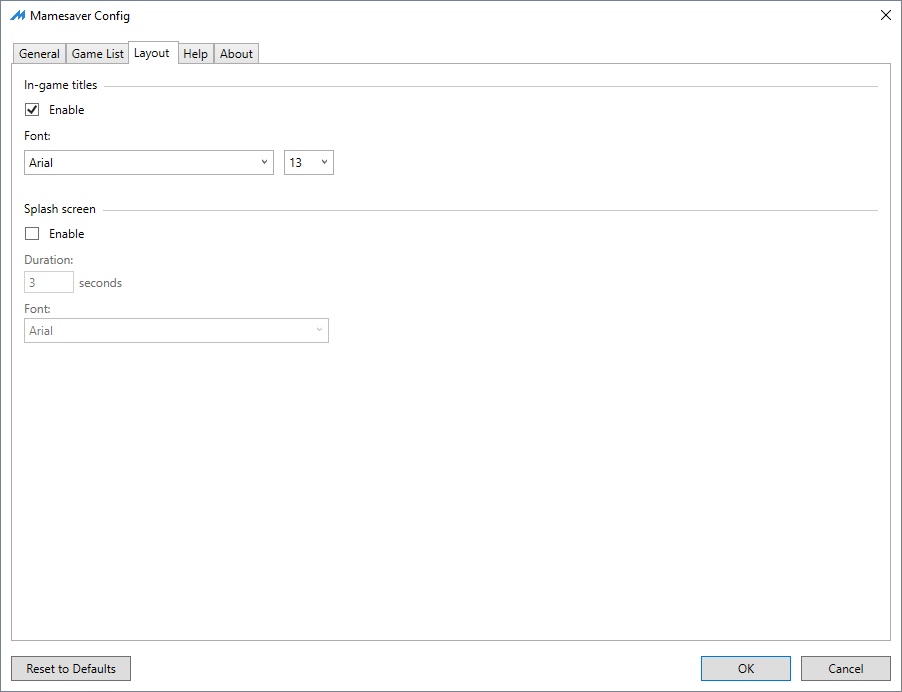 Mamesaver Config
General Game List Layout Help About
In-game titles
Enable
Font:
Arial 13
Splash screen
Enable
Duration:
3 seconds
Font:
Arial
Reset to Defaults OK Cancel